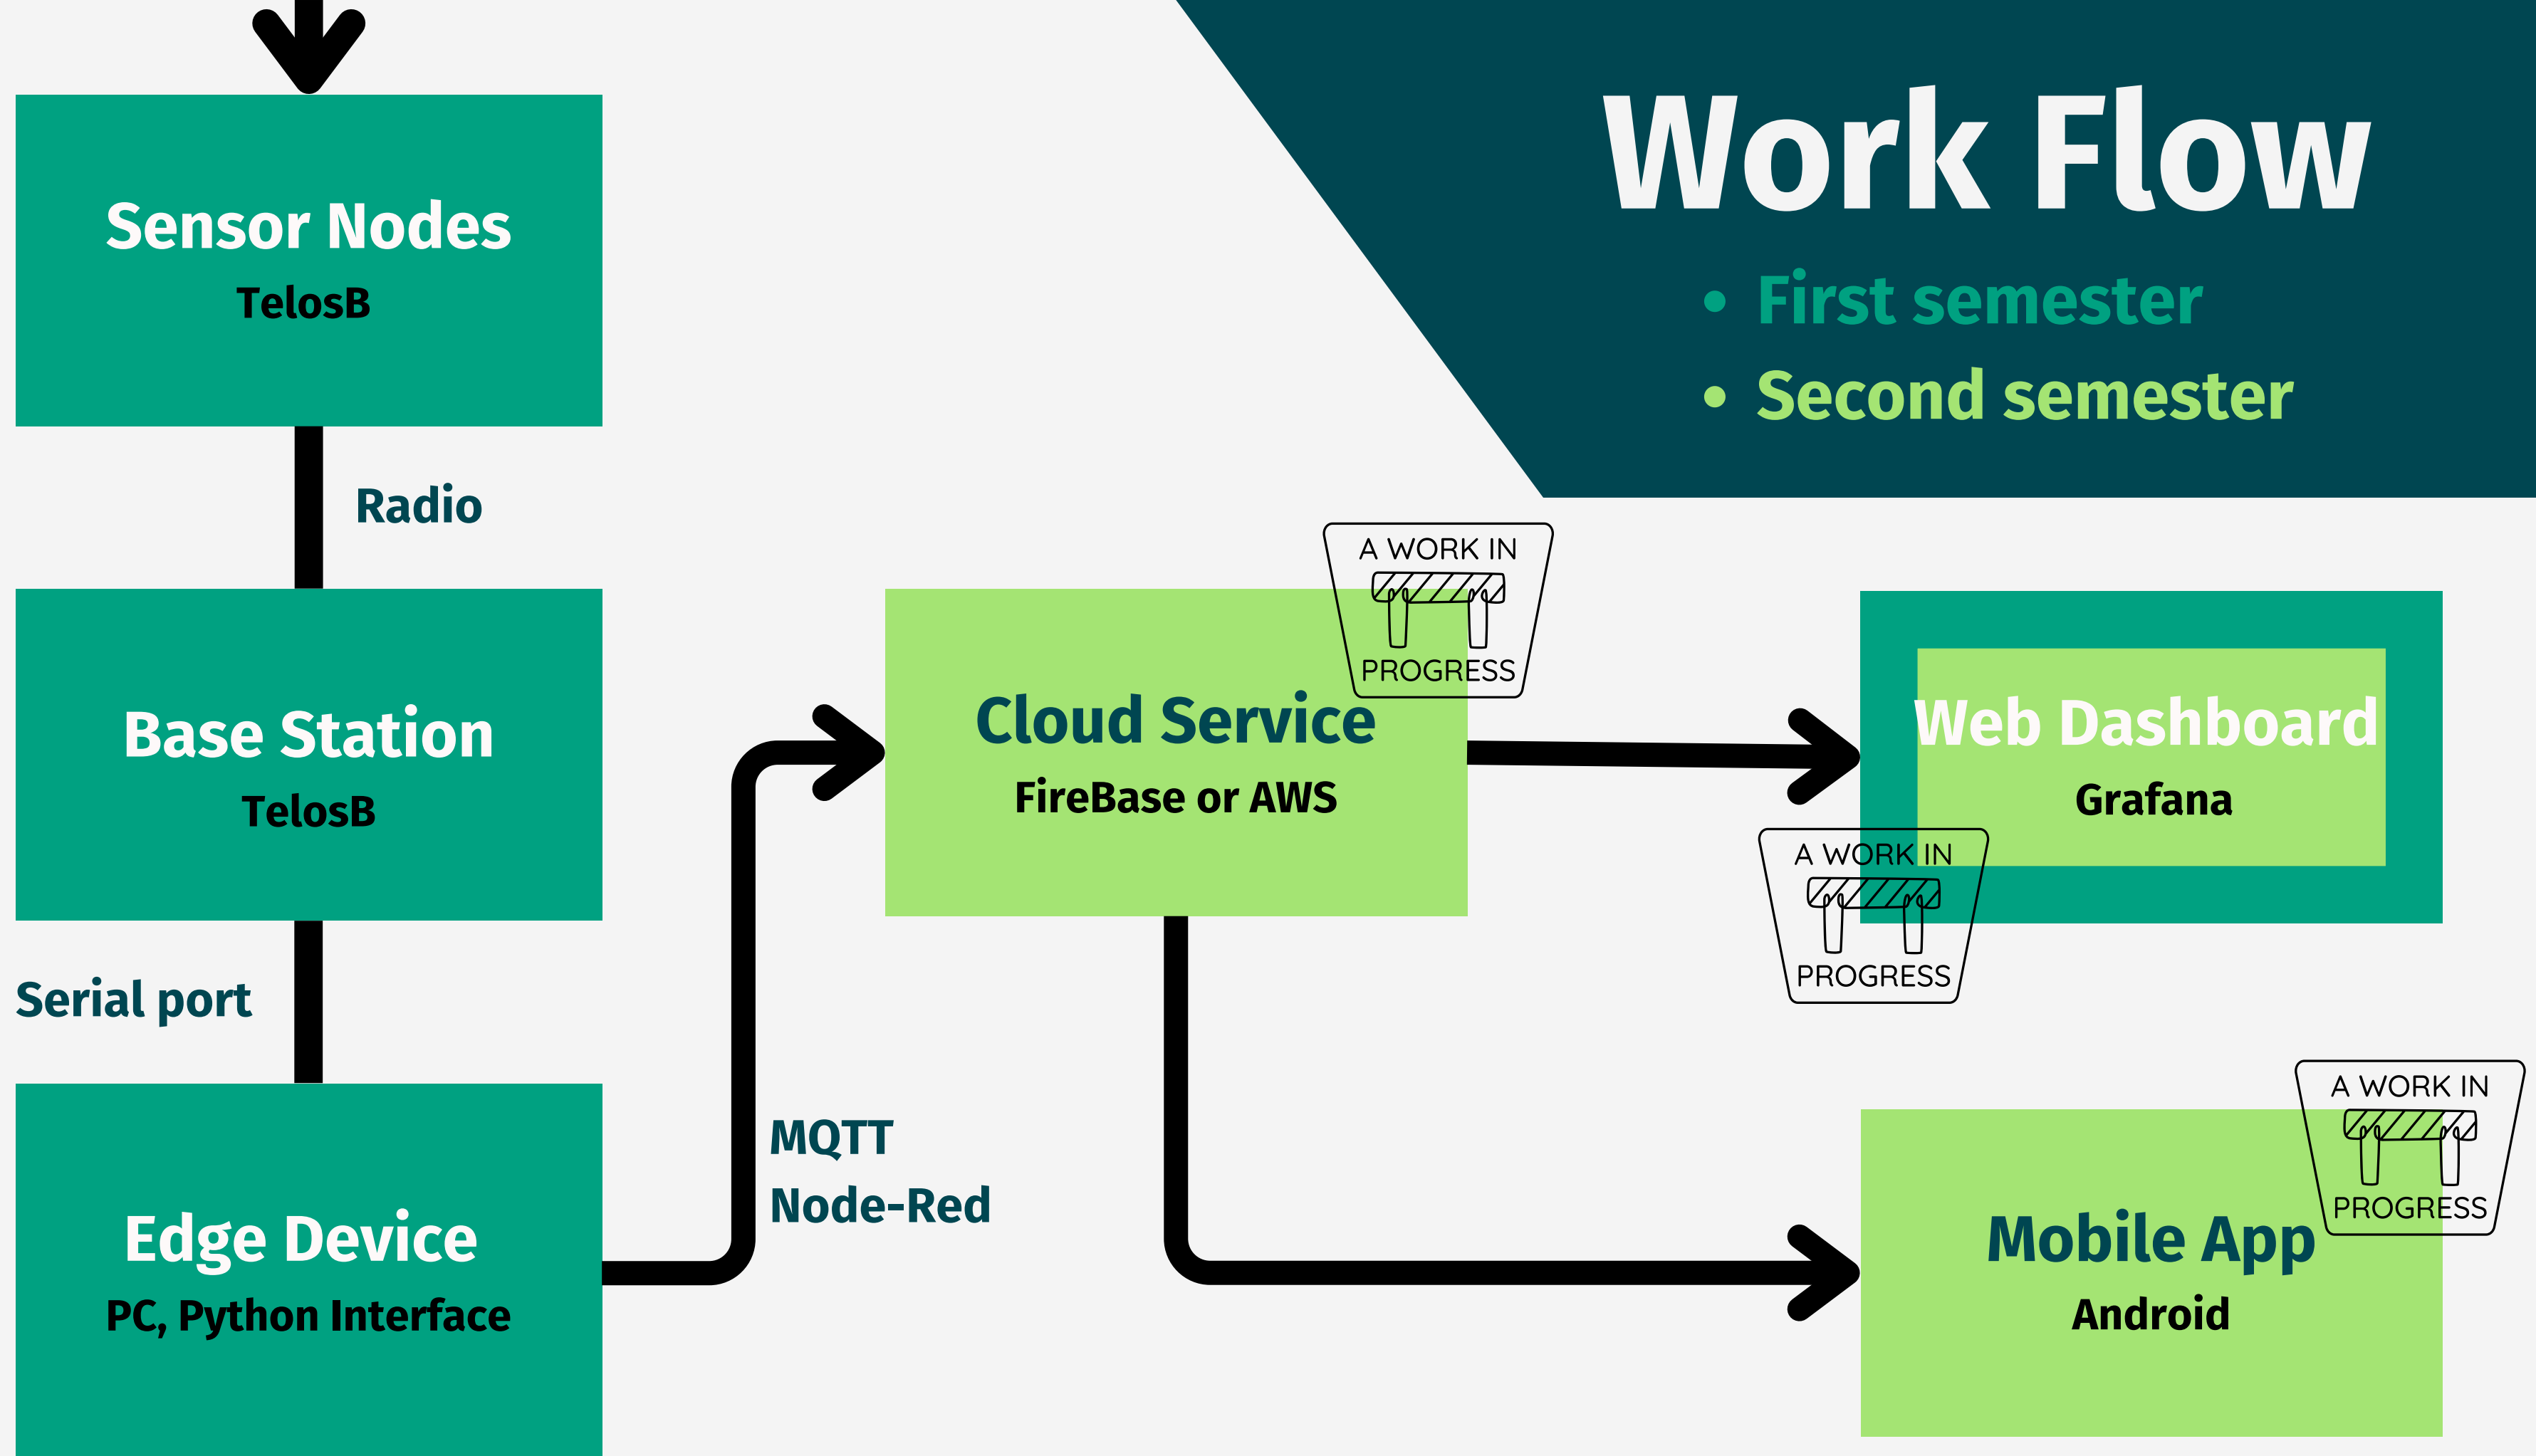 Work Flow
First semester
Second semester
Sensor Nodes
TelosB
Radio
Base Station
TelosB
Serial port
Edge Device
PC, Python Interface
MQTT
Node-Red
A WORK IN
PROGRESS
Cloud Service
FireBase or AWS
Web Dashboard
Grafana
A WORK IN
PROGRESS
A WORK IN
PROGRESS
Mobile App
Android